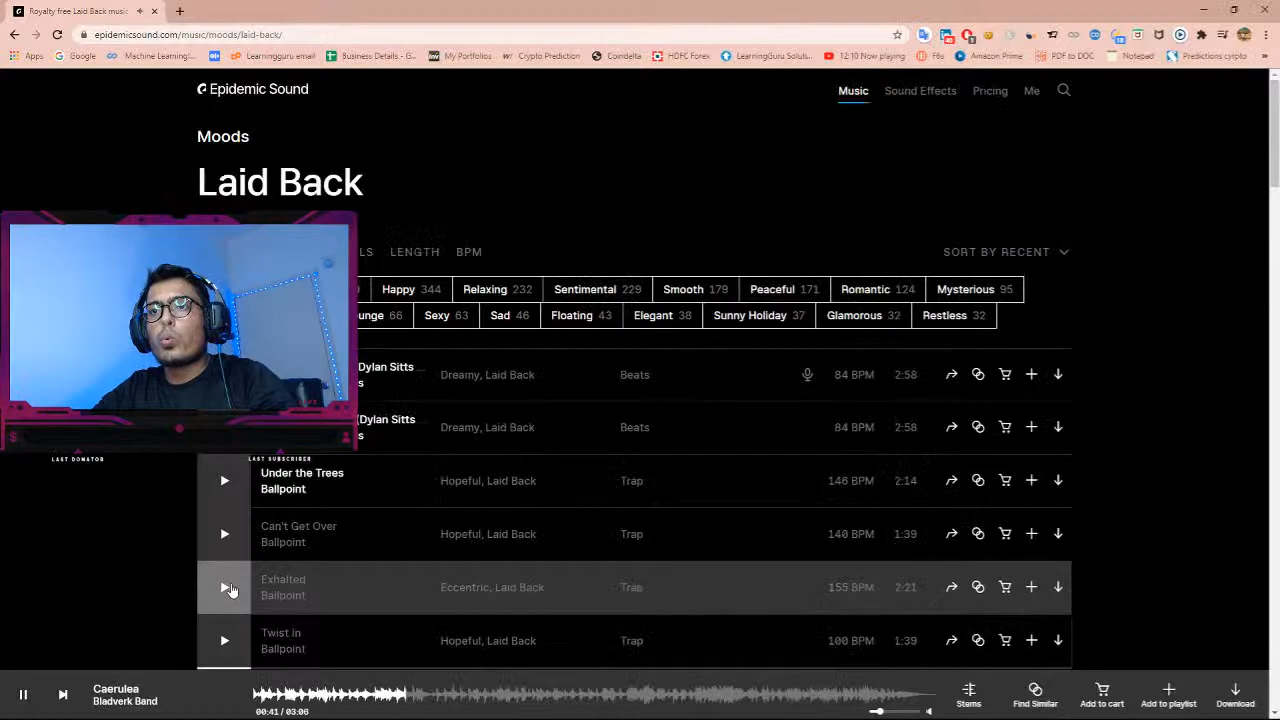 Royalty free Laid Back music
epidemicsound.com/music/moods/laid-back/
Apps Google Machine Learning... Email campaign Business Details - G... My Portfolios Crypto Prediction Coindelta HDFC Forex LearningGuru Soluti... 12:10 Now playing F6s Amazon Prime PDF to DOC Notepad Predictions cyptp
Epidemic Sound
Music Sound Effects Pricing Me
Moods
Laid Back
LS LENGTH BPM
SORT BY RECENT
Happy 344 Relaxing 232 Sentimental 229 Smooth 179 Peaceful 171 Romantic 124 Mysterious 95
unge 66 Sexy 63 Sad 46 Floating 43 Elegant 38 Sunny Holiday 37 Glamorous 32 Restless 32
Dylan Sitts ...
s
Dreamy, Laid Back Beats 84 BPM 2:58
(Dylan Sitts ...
s
Dreamy, Laid Back Beats 84 BPM 2:58
LAST DONATOR LAST SUBSCRIBER
Under the Trees
Ballpoint
Hopeful, Laid Back Trap 146 BPM 2:14
Can't Get Over
Ballpoint
Hopeful, Laid Back Trap 140 BPM 1:39
Exhalted
Ballpoint
Eccentric, Laid Back Trap 155 BPM 2:21
Twist In
Ballpoint
Hopeful, Laid Back Trap 100 BPM 1:39
Caerulea
Bladverk Band
00:41 / 03:06
Stems Find Similar Add to cart Add to playlist Download